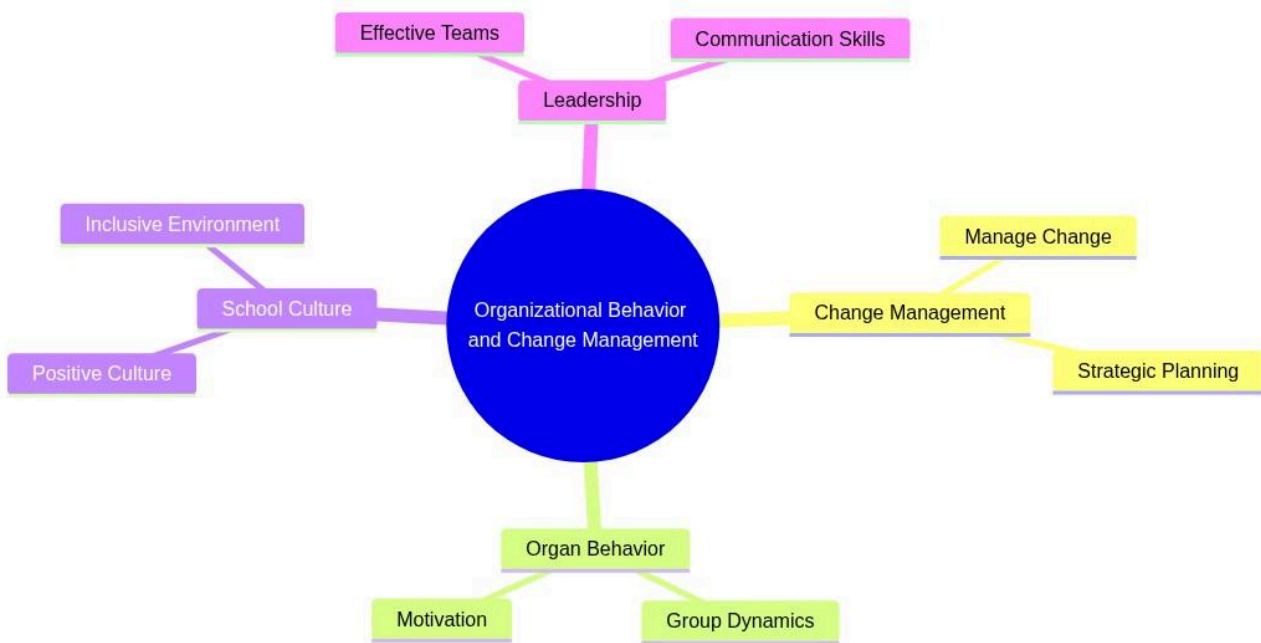 Effective Teams
Communication Skills
Leadership
Inclusive Environment
Manage Change
School Culture
Organizational Behavior
and Change Management
Change Management
Positive Culture
Strategic Planning
Organ Behavior
Motivation
Group Dynamics